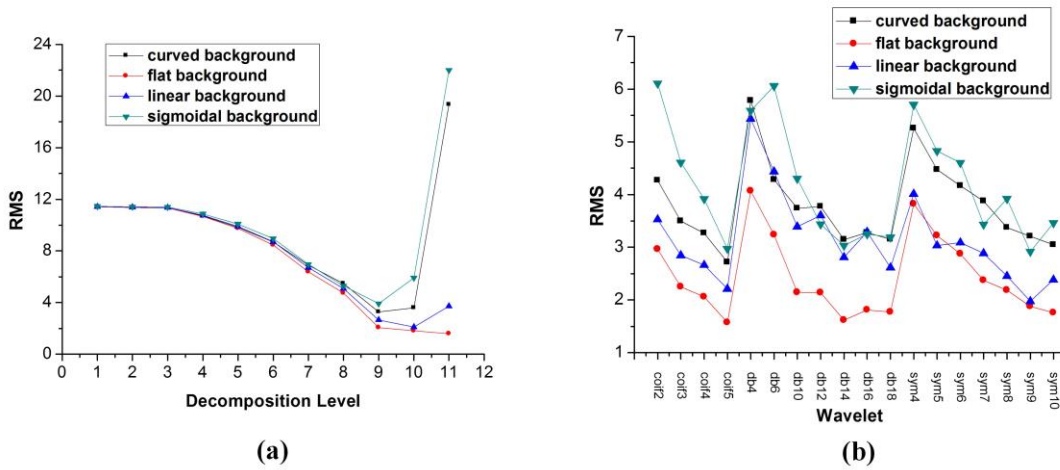 curved background
flat background
linear background
sigmoidal background
24
20
16
12
8
4
0
RMS
0 1 2 3 4 5 6 7 8 9 10 11 12
Decomposition Level
(a)
curved background
flat background
linear background
sigmoidal background
7
6
5
4
3
2
1
RMS
coif2 coif3 coif4 coif5 db4 db6 db10 db12 db14 db16 db18 sym4 sym5 sym6 sym7 sym8 sym9 sym10
Wavelet
(b)